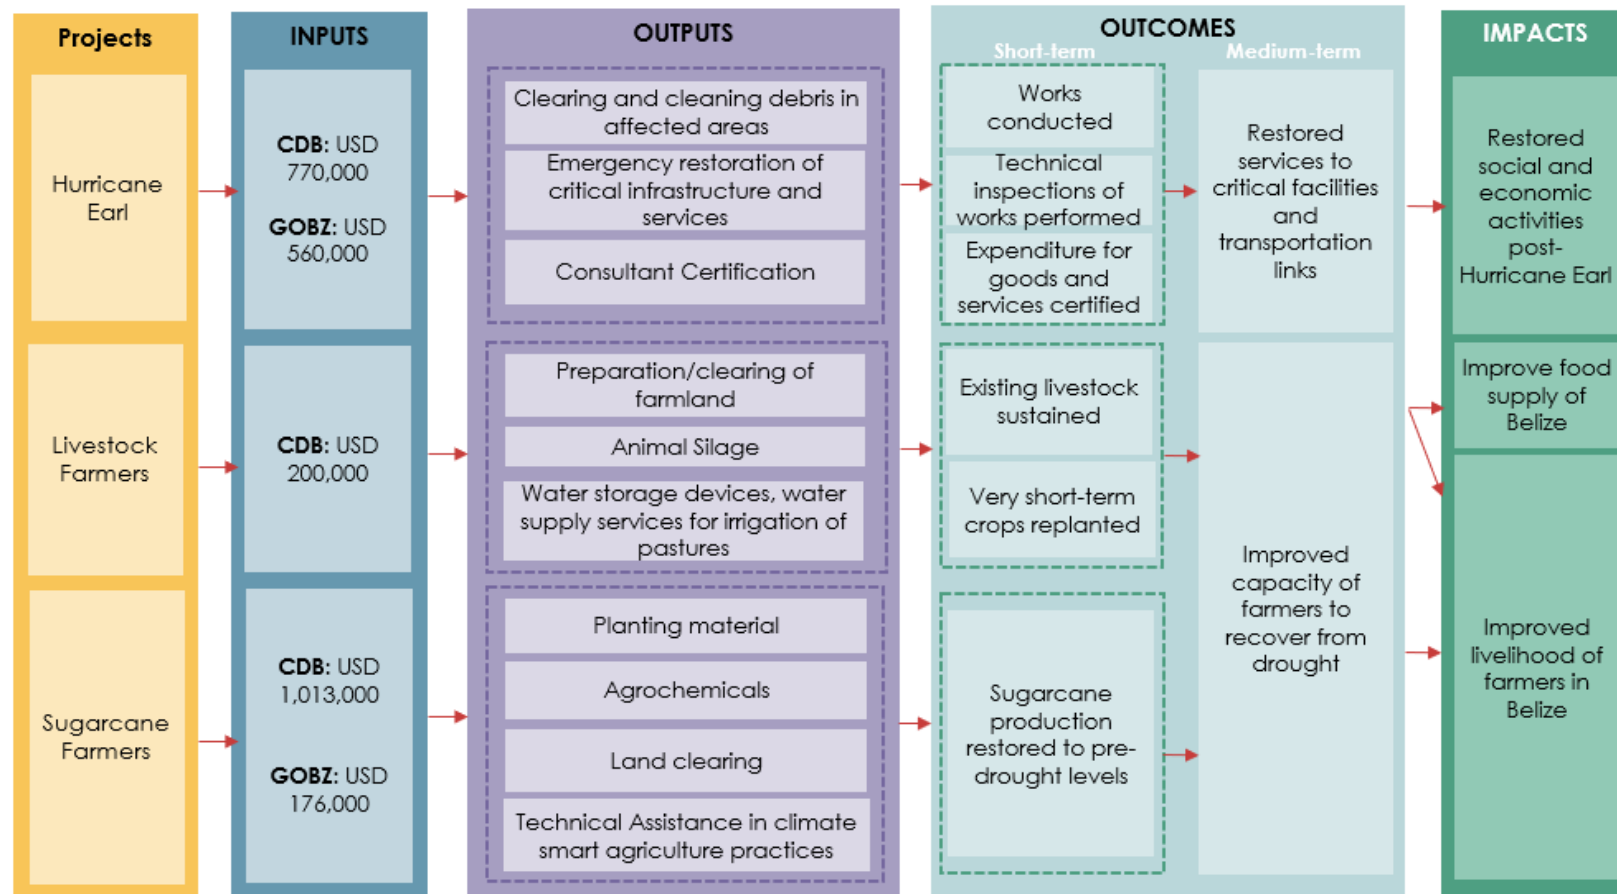 Projects
INPUTS
OUTPUTS
OUTCOMES
IMPACTS
Short-term
Medium-term
Hurricane
Earl
CDB: USD
770,000
GOBZ: USD
560,000
Clearing and cleaning debris in
affected areas
Emergency restoration of
critical infrastructure and
services
Consultant Certification
Works
conducted
Technical
inspections of
works performed
Expenditure for
goods and
services certified
Restored
services to
critical facilities
and
transportation
links
Restored
social and
economic
activities
post-
Hurricane Earl
Livestock
Farmers
CDB: USD
200,000
Preparation/clearing of
farmland
Animal Silage
Water storage devices, water
supply services for irrigation of
pastures
Existing livestock
sustained
Very short-term
crops replanted
Improved
capacity of
farmers to
recover from
drought
Improve food
supply of
Belize
Improved
livelihood of
farmers in
Belize
Sugarcane
Farmers
CDB: USD
1,013,000
GOBZ: USD
176,000
Planting material
Agrochemicals
Land clearing
Technical Assistance in climate
smart agriculture practices
Sugarcane
production
restored to pre-
drought levels